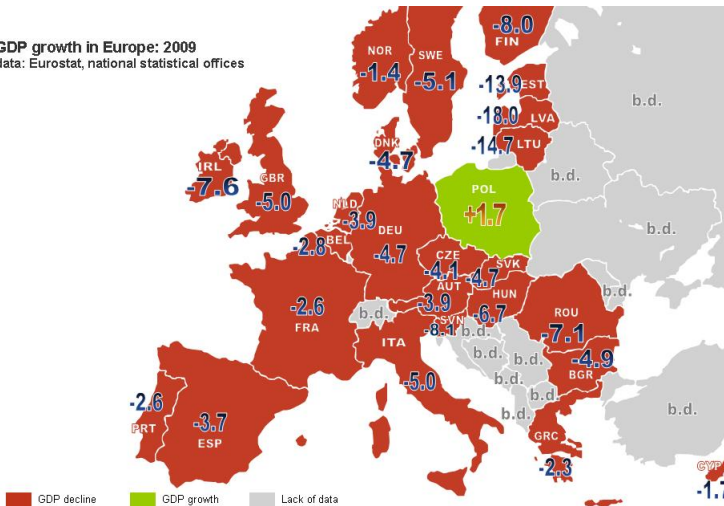 GDP growth in Europe: 2009
data: Eurostat, national statistical offices
-8.0
FIN
NOR
-1.4
SWE
-5.1
-13.9
EST
-18.0
LVA
-14.7
LTU
b.d.
b.d.
b.d.
b.d.
DNK
-4.7
IRL
-7.6
GBR
-5.0
NLD
-3.9
BEL
-2.8
DEU
-4.7
POL
+1.7
CZE
-4.1
SVK
-4.7
AUT
-3.9
HUN
-6.7
SVN
-8.1
b.d.
b.d.
b.d.
b.d.
b.d.
b.d.
b.d.
b.d.
-2.6
FRA
ITA
-5.0
ROU
-7.1
-4.9
BGR
-2.6
PRT
-3.7
ESP
GRC
-2.3
b.d.
CYP
GDP decline
GDP growth
Lack of data